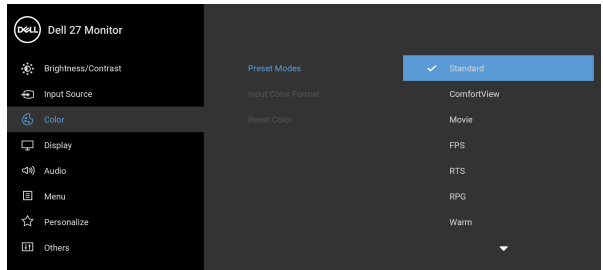 DELL Dell 27 Monitor
Brightness/Contrast
Input Source
Color
Display
Audio
Menu
Personalize
Others
Preset Modes
Input Color Format
Reset Color
Standard
ComfortView
Movie
FPS
RTS
RPG
Warm